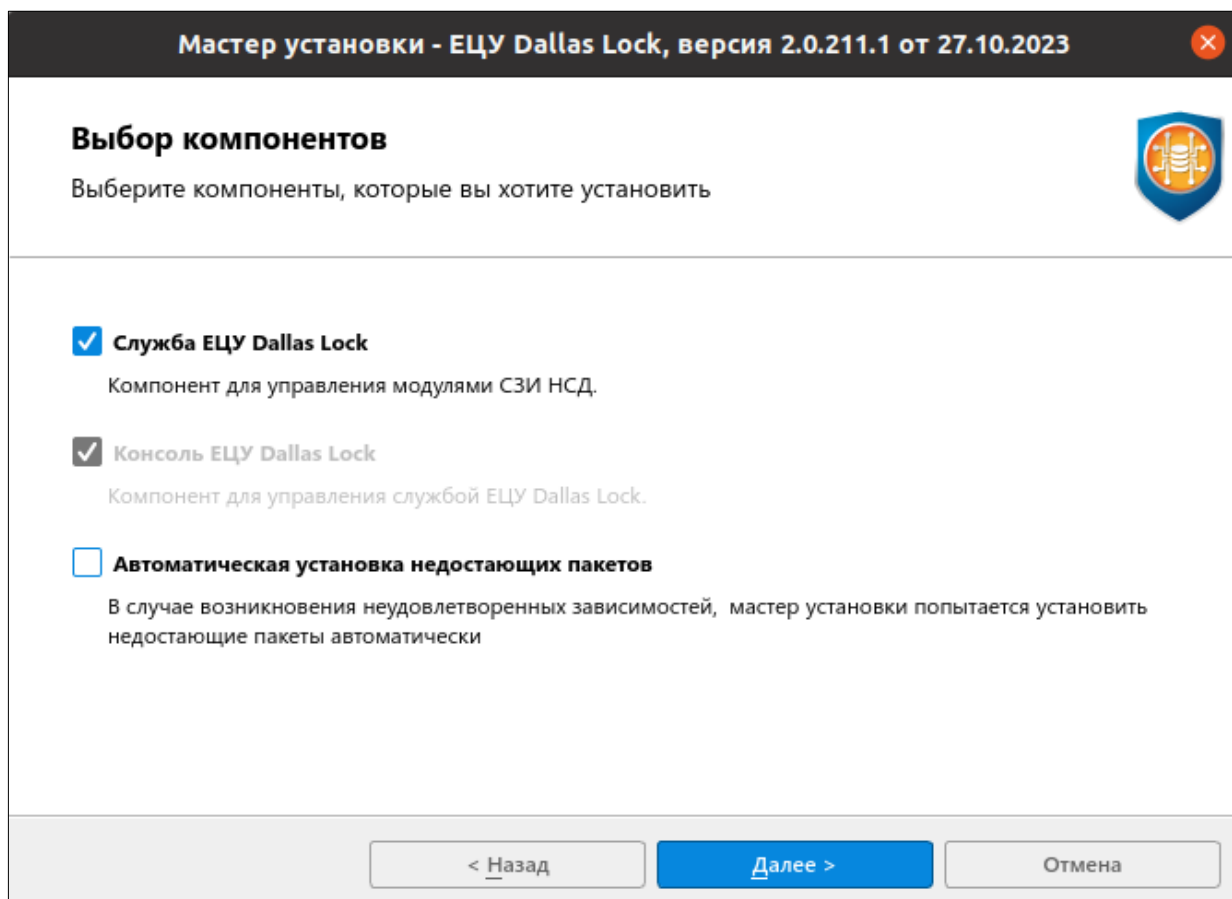 Мастер установки - ЕЦУ Dallas Lock, версия 2.0.211.1 от 27.10.2023
Выбор компонентов
Выберите компоненты, которые вы хотите установить
Служба ЕЦУ Dallas Lock
Компонент для управления модулями СЗИ НСД.
Консоль ЕЦУ Dallas Lock
Компонент для управления службой ЕЦУ Dallas Lock.
Автоматическая установка недостающих пакетов
В случае возникновения неудовлетворенных зависимостей, мастер установки попытается установить
недостающие пакеты автоматически
< Назад
Далее >
Отмена